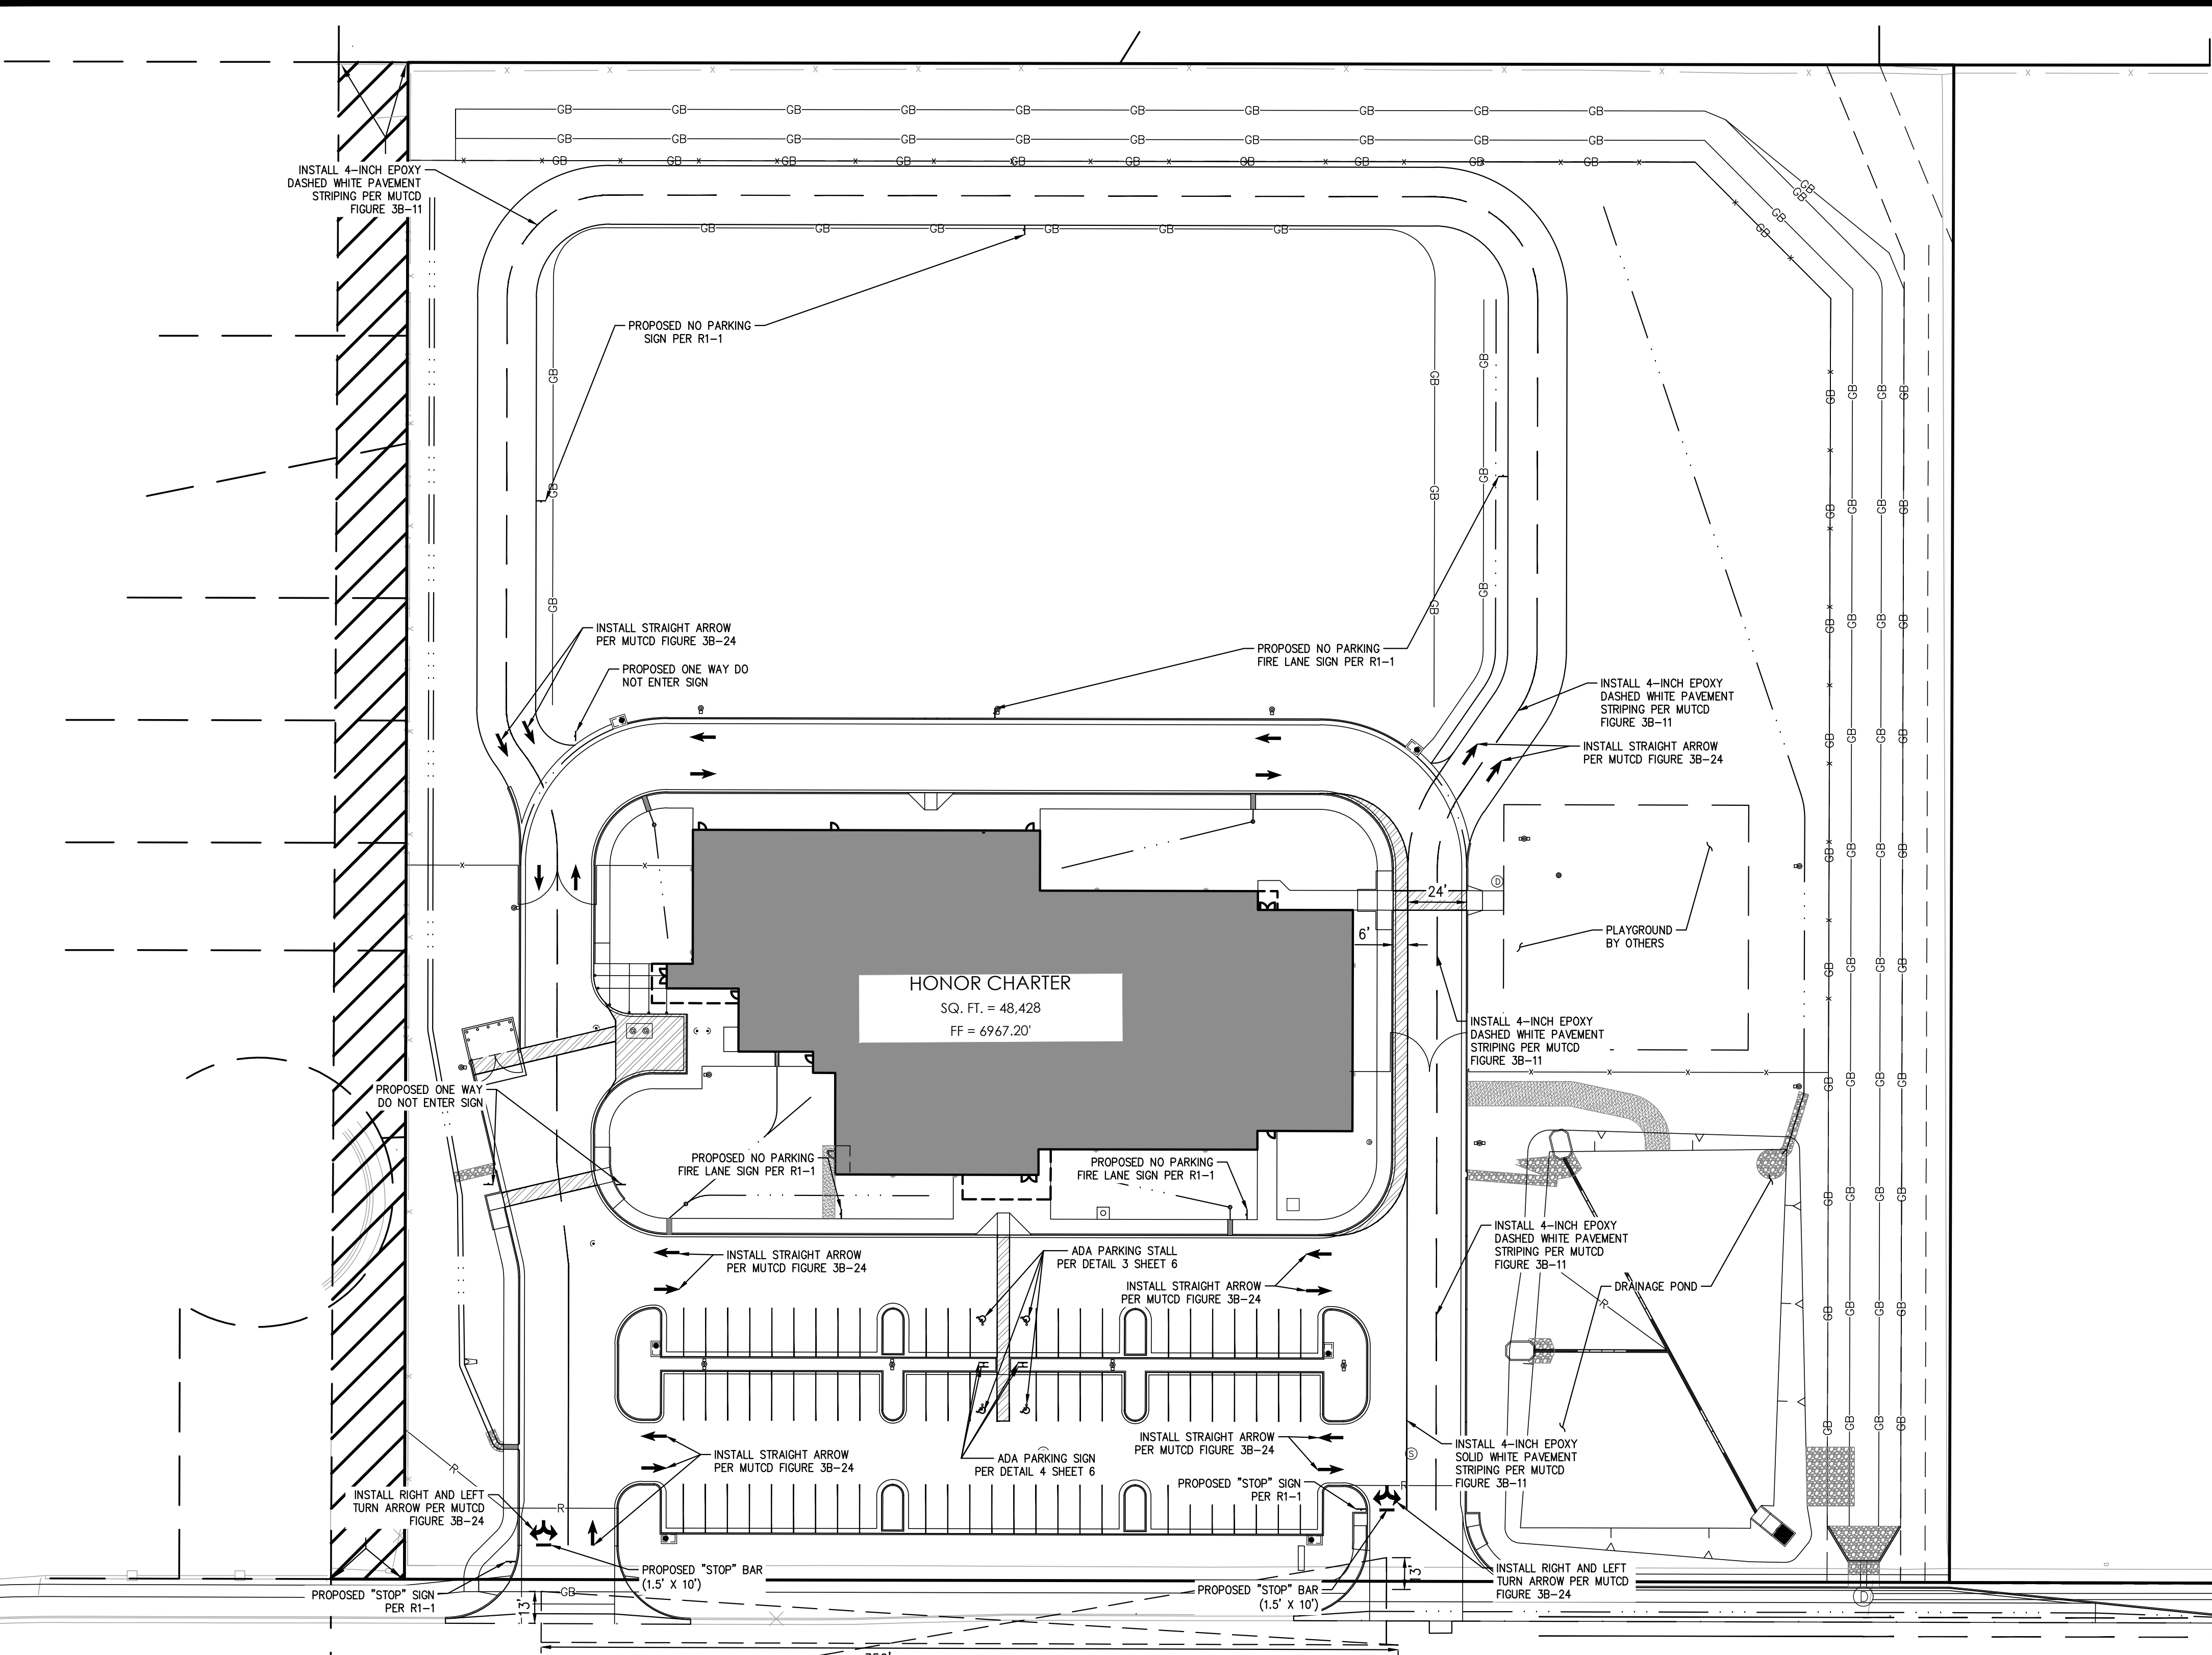 INSTALL 4-INCH EPOXY
DASHED WHITE PAVEMENT
STRIPING PER MUTCD
FIGURE 3B-11
PROPOSED NO PARKING
SIGN PER R1-1
INSTALL STRAIGHT ARROW
PER MUTCD FIGURE 3B-24
PROPOSED ONE WAY DO
NOT ENTER SIGN
PROPOSED NO PARKING
FIRE LANE SIGN PER R1-1
INSTALL 4-INCH EPOXY
DASHED WHITE PAVEMENT
STRIPING PER MUTCD
FIGURE 3B-11
INSTALL STRAIGHT ARROW
PER MUTCD FIGURE 3B-24
24'
6'
D
PLAYGROUND
BY OTHERS
HONOR CHARTER
SQ. FT. = 48,428
FF = 6967.20'
INSTALL 4-INCH EPOXY
DASHED WHITE PAVEMENT
STRIPING PER MUTCD
FIGURE 3B-11
PROPOSED ONE WAY
DO NOT ENTER SIGN
PROPOSED NO PARKING
FIRE LANE SIGN PER R1-1
PROPOSED NO PARKING
FIRE LANE SIGN PER R1-1
INSTALL 4-INCH EPOXY
DASHED WHITE PAVEMENT
STRIPING PER MUTCD
FIGURE 3B-11
INSTALL STRAIGHT ARROW
PER MUTCD FIGURE 3B-24
ADA PARKING STALL
PER DETAIL 3 SHEET 6
INSTALL STRAIGHT ARROW
PER MUTCD FIGURE 3B-24
DRAINAGE POND
INSTALL STRAIGHT ARROW
PER MUTCD FIGURE 3B-24
ADA PARKING SIGN
PER DETAIL 4 SHEET 6
INSTALL STRAIGHT ARROW
PER MUTCD FIGURE 3B-24
S
INSTALL 4-INCH EPOXY
SOLID WHITE PAVEMENT
STRIPING PER MUTCD
FIGURE 3B-11
PROPOSED "STOP" SIGN
PER R1-1
INSTALL RIGHT AND LEFT
TURN ARROW PER MUTCD
FIGURE 3B-24
PROPOSED "STOP" BAR
(1.5' X 10')
PROPOSED "STOP" SIGN
PER R1-1
13'
PROPOSED "STOP" BAR
(1.5' X 10')
13'
INSTALL RIGHT AND LEFT
TURN ARROW PER MUTCD
FIGURE 3B-24
D